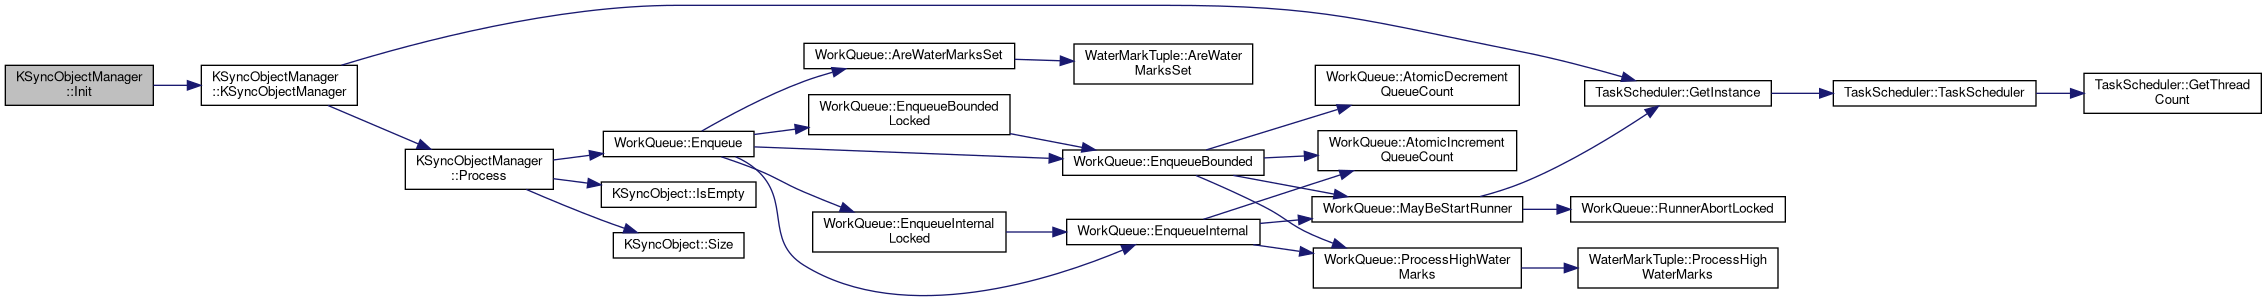 KSyncObjectManager
::Init
KSyncObjectManager
::KSyncObjectManager
KSyncObjectManager
::Process
WorkQueue::Enqueue
KSyncObject::IsEmpty
KSyncObject::Size
WorkQueue::AreWaterMarksSet
WorkQueue::EnqueueBounded
Locked
WorkQueue::EnqueueInternal
Locked
WaterMarkTuple::AreWater
MarksSet
WorkQueue::EnqueueBounded
WorkQueue::EnqueueInternal
WorkQueue::AtomicDecrement
QueueCount
WorkQueue::AtomicIncrement
QueueCount
WorkQueue::MayBeStartRunner
WorkQueue::ProcessHighWater
Marks
TaskScheduler::GetInstance
WorkQueue::RunnerAbortLocked
WaterMarkTuple::ProcessHigh
WaterMarks
TaskScheduler::TaskScheduler
TaskScheduler::GetThread
Count